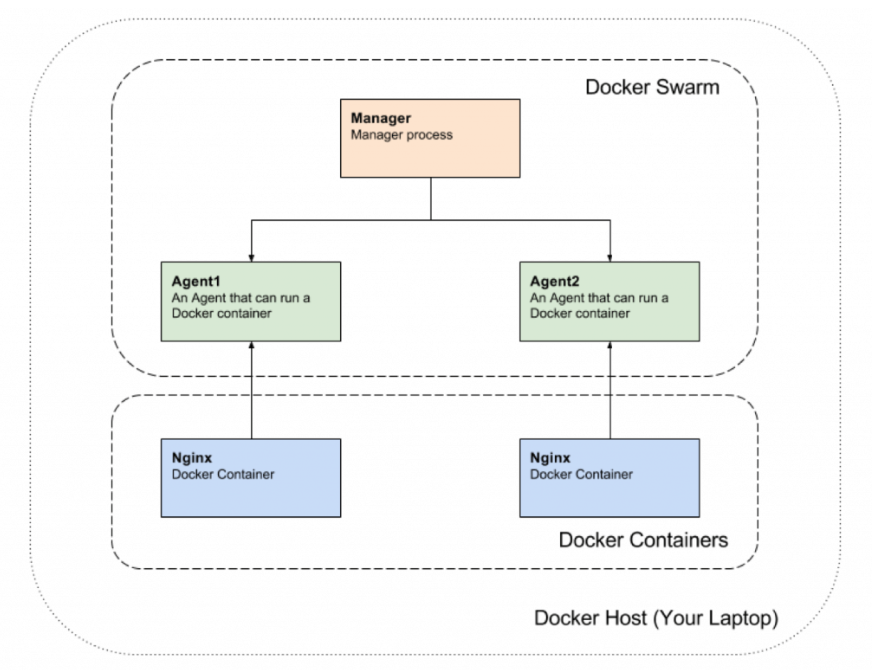 Docker Swarm
Manager
Manager process
Agent1
An Agent that can run a
Docker container
Agent2
An Agent that can run a
Docker container
Nginx
Docker Container
Nginx
Docker Container
Docker Containers
Docker Host (Your Laptop)